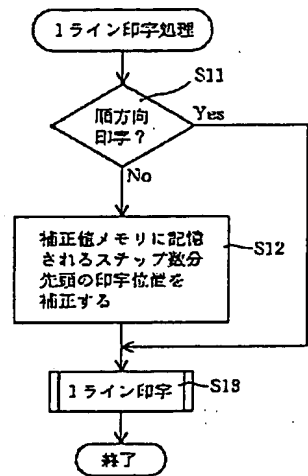 1ライン印字処理
S11
順方向
印字？
Yes
No
補正値メモリに記憶
されるステップ数分
先頭の印字位置を
補正する
S12
1ライン印字
S13
終了